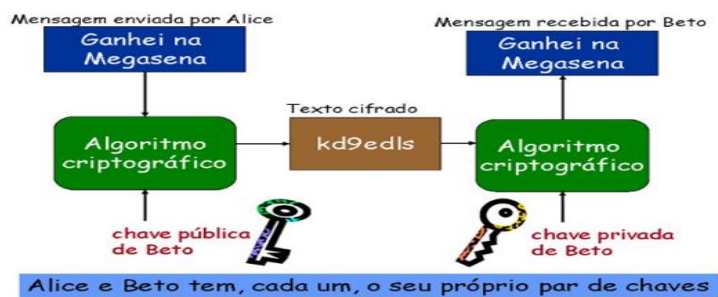 Mensagem enviada por Alice
Ganhei na
Megasena
Mensagem recebida por Beto
Ganhei na
Megasena
Texto cifrado
Algoritmo
criptográfico
kd9edls
Algoritmo
criptográfico
chave pública
de Beto
chave privada
de Beto
Alice e Beto tem, cada um, o seu próprio par de chaves